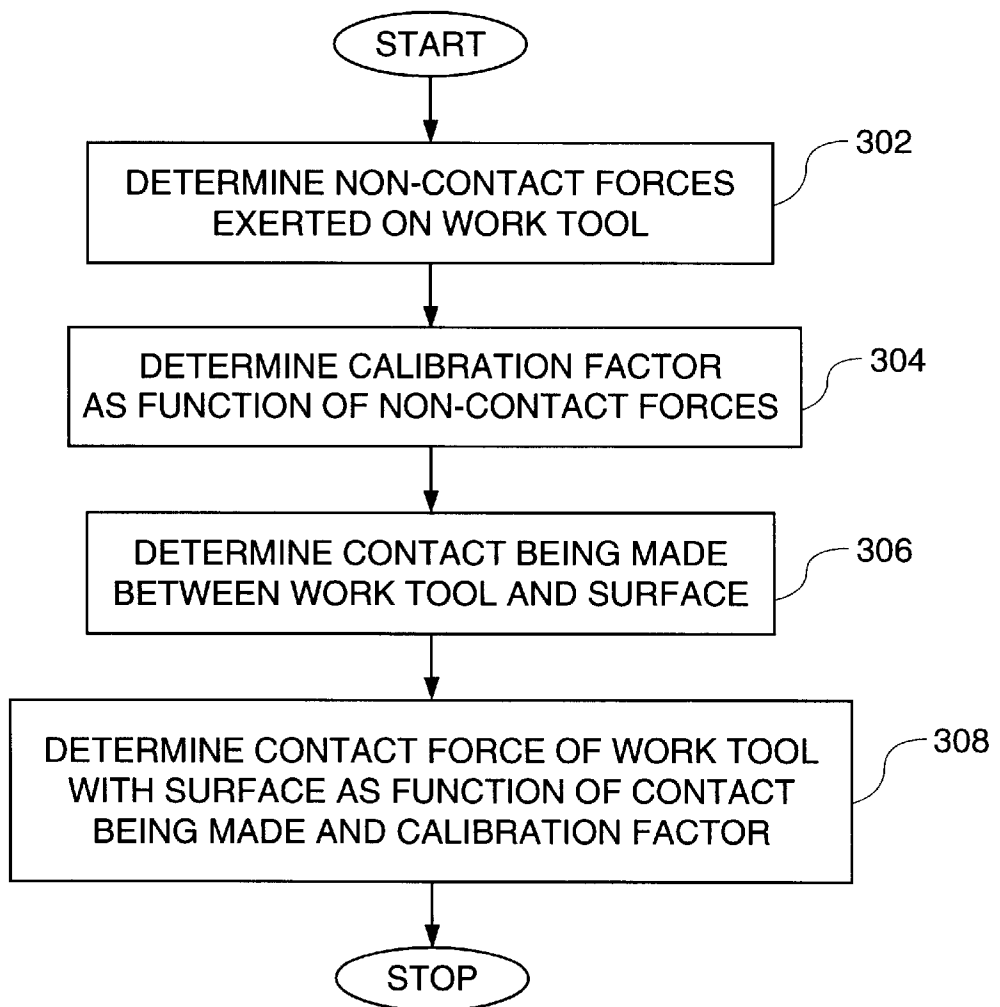 START
302
DETERMINE NON-CONTACT FORCES
EXERTED ON WORK TOOL
304
DETERMINE CALIBRATION FACTOR
AS FUNCTION OF NON-CONTACT FORCES
306
DETERMINE CONTACT BEING MADE
BETWEEN WORK TOOL AND SURFACE
308
DETERMINE CONTACT FORCE OF WORK TOOL
WITH SURFACE AS FUNCTION OF CONTACT
BEING MADE AND CALIBRATION FACTOR
STOP